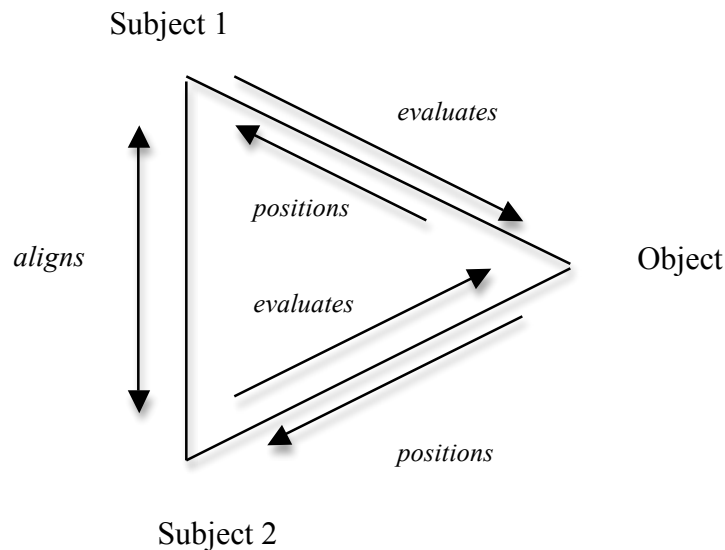 Subject 1
evaluates
positions
aligns
Object
evaluates
positions
Subject 2